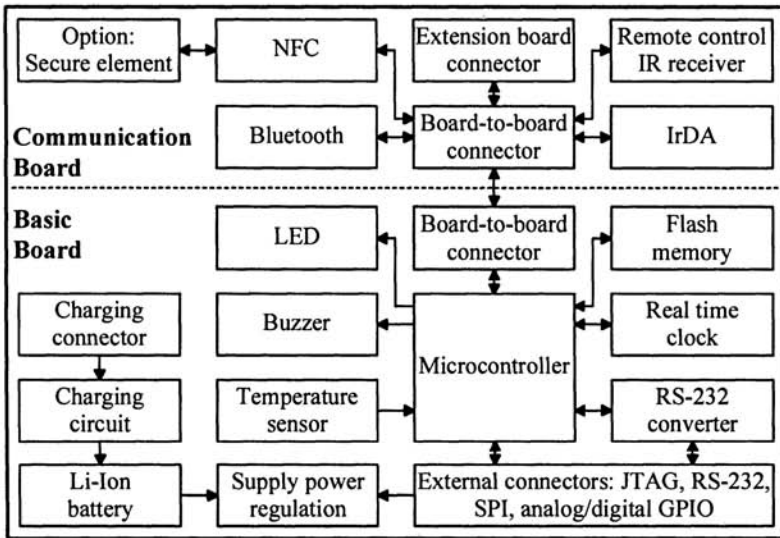 Option:
Secure element
NFC
Extension board
connector
Remote control
IR receiver
Communication
Board
Bluetooth
Board-to-board
connector
IrDA
Basic
Board
LED
Board-to-board
connector
Flash
memory
Charging
connector
Buzzer
Microcontroller
Real time
clock
Charging
circuit
Temperature
sensor
RS-232
converter
Li-Ion
battery
Supply power
regulation
External connectors: JTAG, RS-232,
SPI, analog/digital GPIO